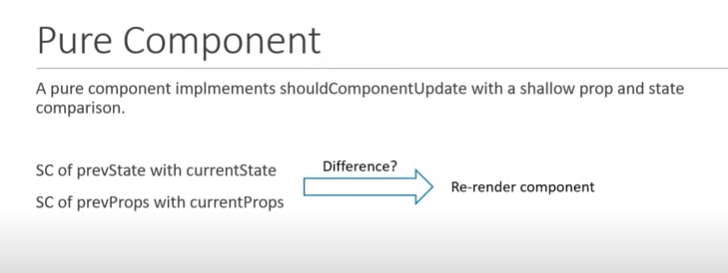 Pure Component
A pure component implmements shouldComponentUpdate with a shallow prop and state
comparison.
SC of prevState with currentState
Difference?
SC of prevProps with currentProps
Re-render component